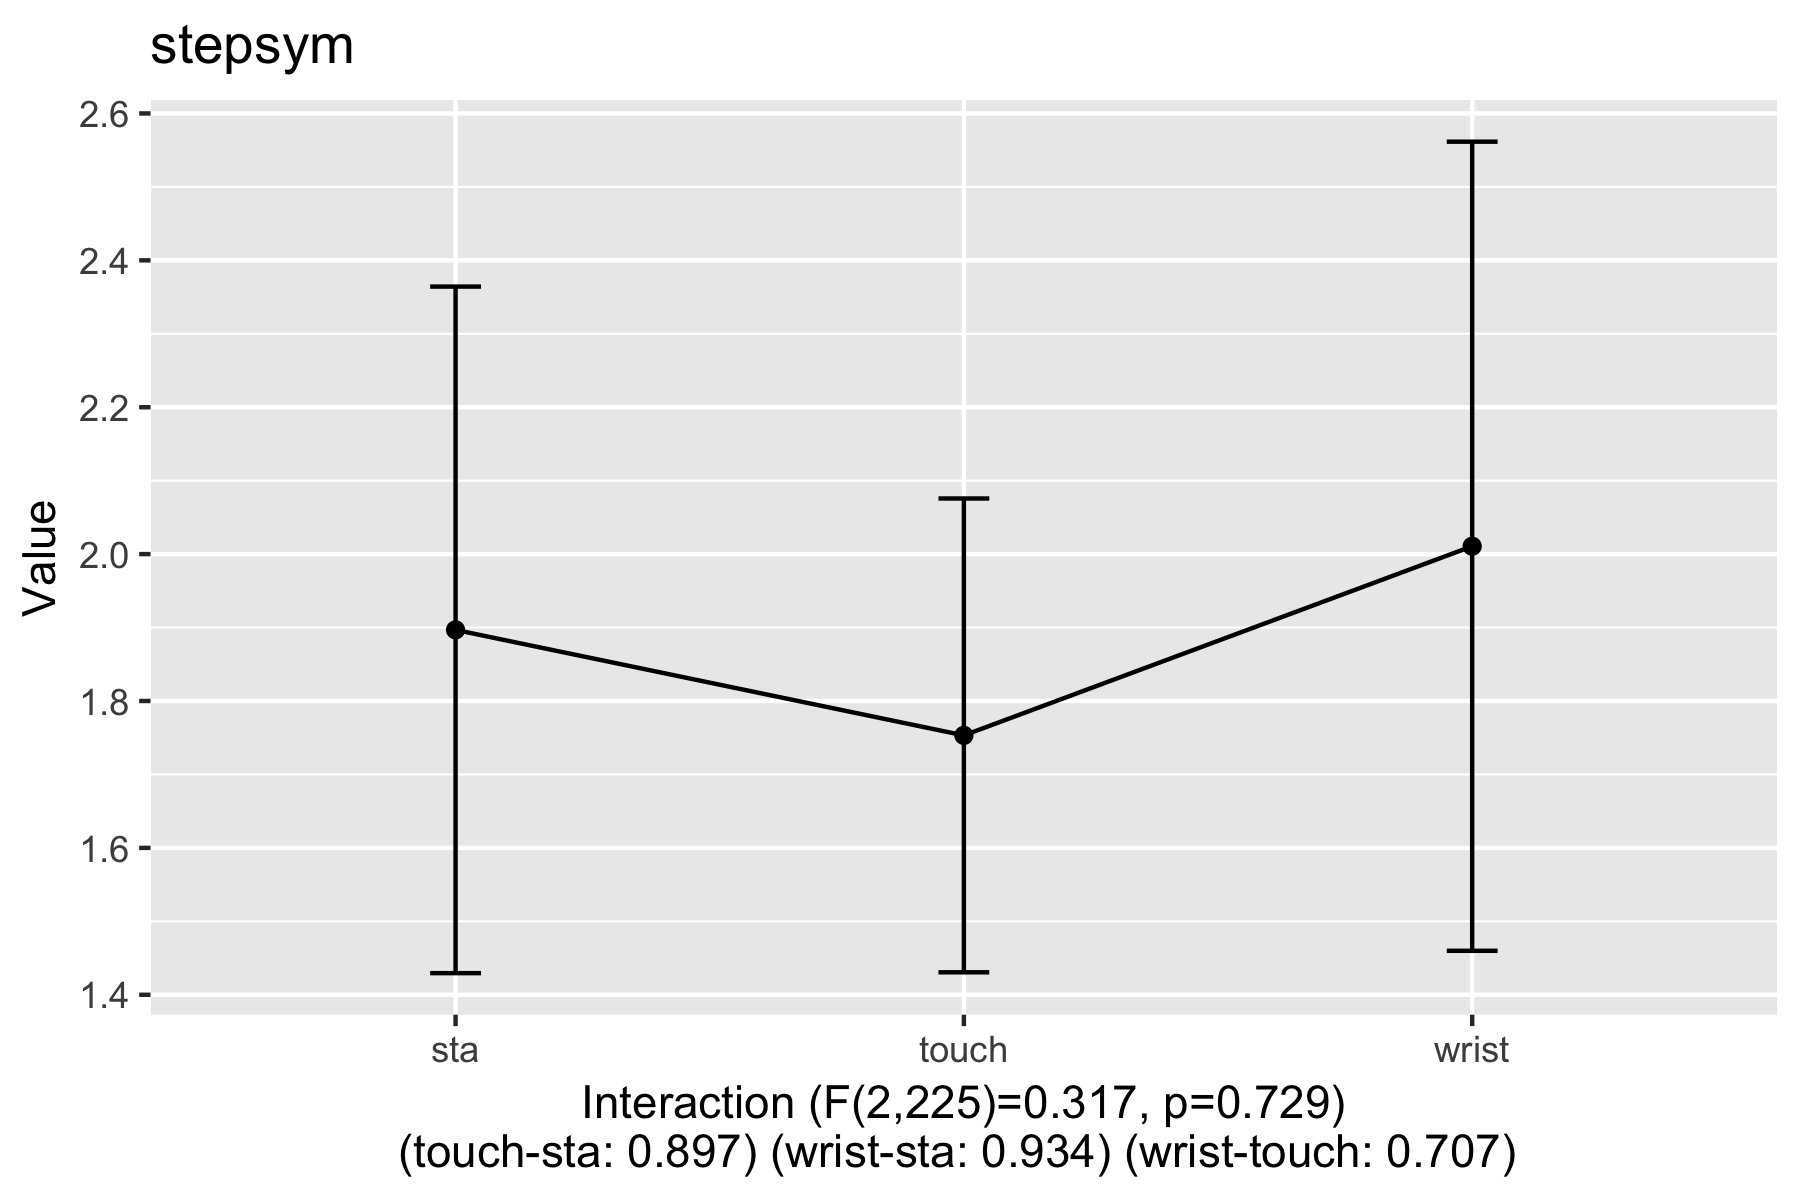 stepsym
2.6
2.4
2.2
2.0
1.8
1.6
1.4
Value
sta touch wrist
Interaction (F(2,225)=0.317, p=0.729)
(touch-sta: 0.897) (wrist-sta: 0.934) (wrist-touch: 0.707)